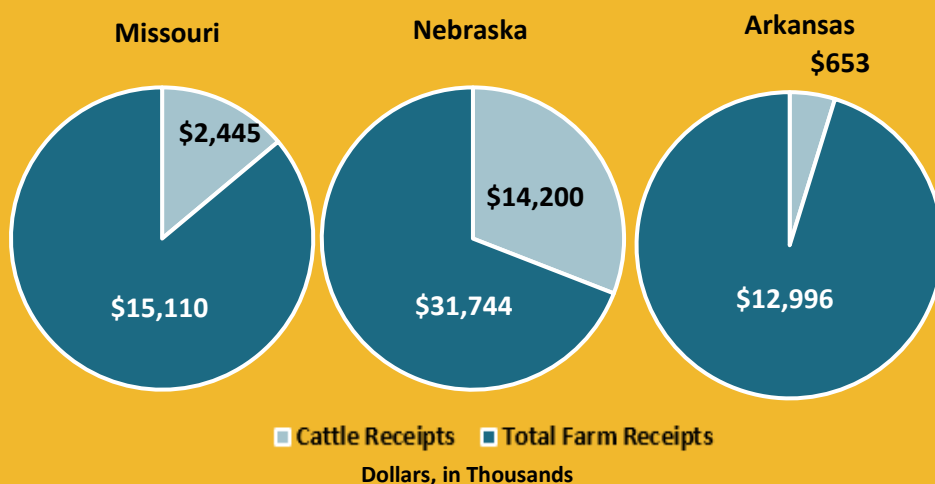 Missouri
Nebraska
Arkansas
$653
$2,445
$14,200
$15,110
$31,744
$12,996
Cattle Receipts
Total Farm Receipts
Dollars, in Thousands